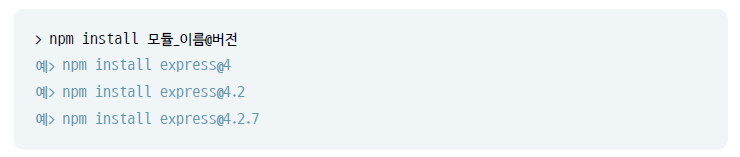 > npm install 모듈_이름@버전
예> npm install express@4
예> npm install express@4.2
예> npm install express@4.2.7